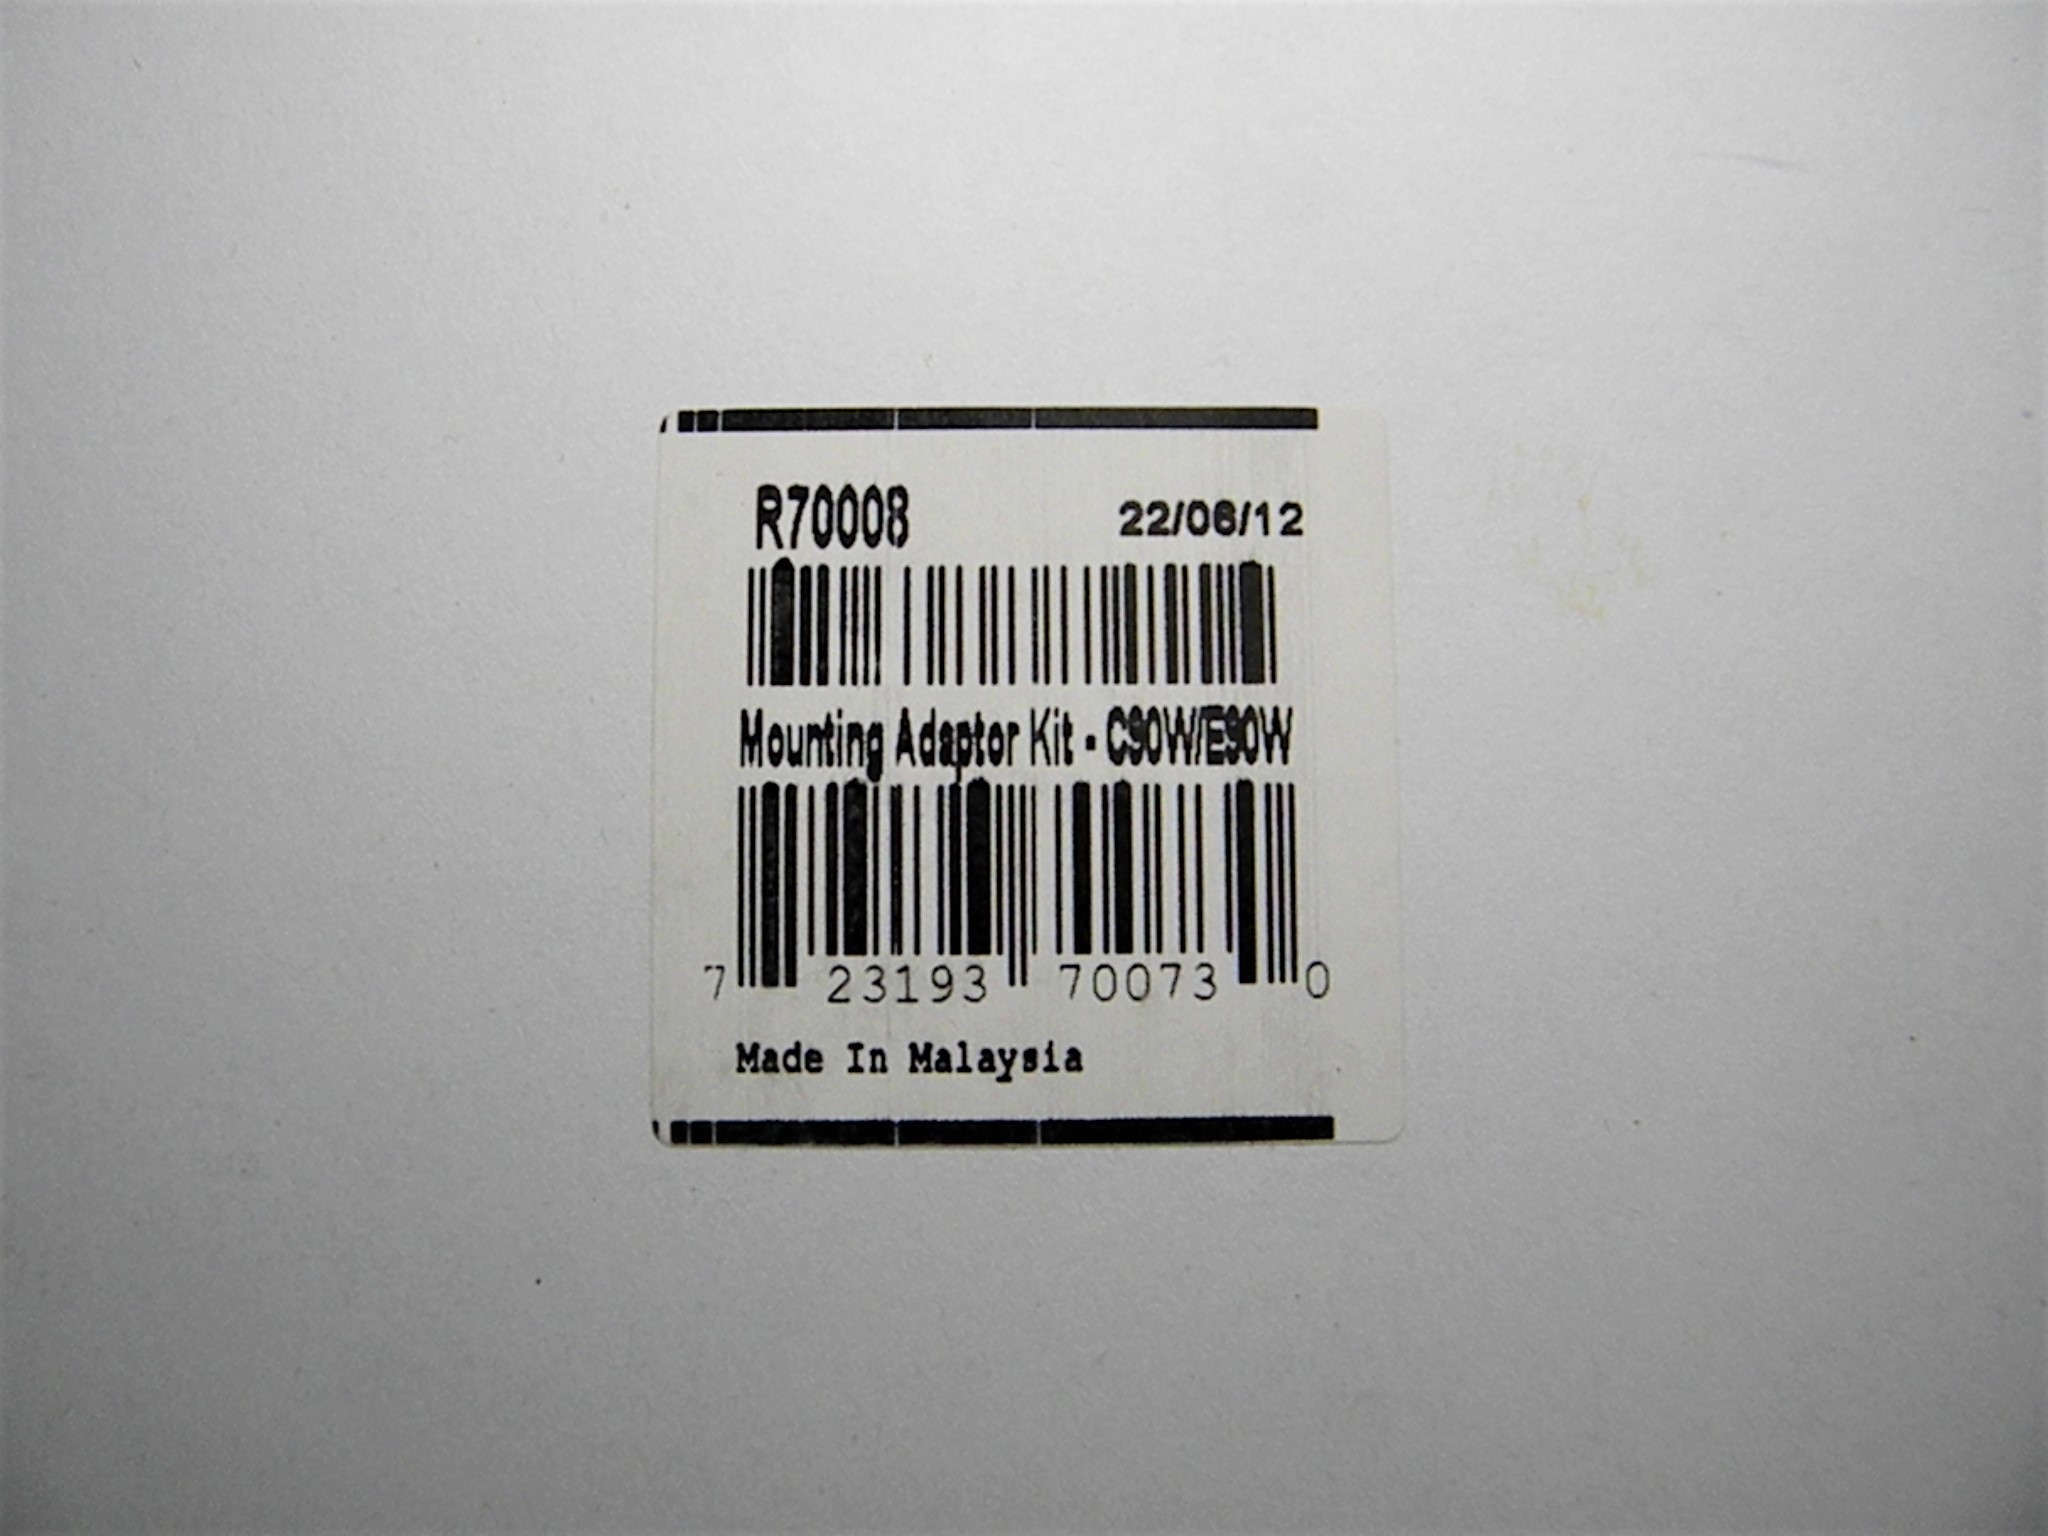 R70008 22/06/12
Mounting Adaptor Kit - C90W/E90W
7 23193 70073 0
Made In Malaysia